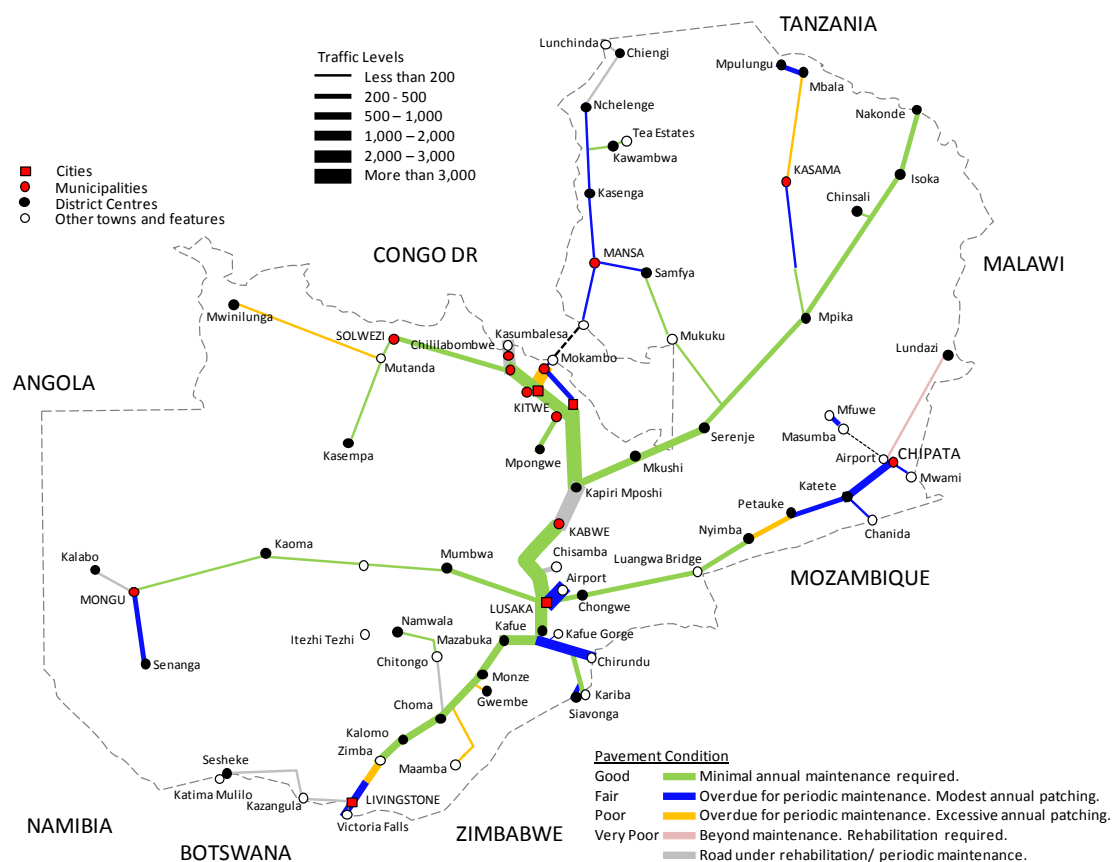 TANZANIA
Lunchinda
Chiengi
Traffic Levels
Less than 200
200 - 500
500 – 1,000
1,000 – 2,000
2,000 – 3,000
More than 3,000
Mpulungu
Mbala
Nchelenge
Nakonde
Tea Estates
Kawambwa
Cities
Municipalities
District Centres
Other towns and features
KASAMA
Isoka
Kasenga
Chinsali
CONGO DR
MANSA
MALAWI
Samfya
Mwinilunga
SOLWEZI
Kasumbalesa
Chililabombwe
Mpika
Mukuku
Mokambo
Lundazi
Mutanda
ANGOLA
KITWE
Mfuwe
Masumba
Serenje
Kasempa
Mpongwe
Mkushi
Airport
CHIPATA
Mwami
Kapiri Mposhi
Katete
Petauke
KABWE
Chanida
Nyimba
Kaoma
Mumbwa
Chisamba
Luangwa Bridge
Kalabo
Airport
MOZAMBIQUE
MONGU
LUSAKA
Chongwe
Namwala
Kafue
Itezhi Tezhi
Mazabuka
Kafue Gorge
Chitongo
Chirundu
Senanga
Monze
Gwembe
Kariba
Siavonga
Choma
Kalomo
Zimba
Maamba
Sesheke
Katima Mulilo
Kazangula
LIVINGSTONE
Victoria Falls
NAMIBIA
BOTSWANA
ZIMBABWE
Pavement Condition
Good Minimal annual maintenance required.
Fair Overdue for periodic maintenance. Modest annual patching.
Poor Overdue for periodic maintenance. Excessive annual patching.
Very Poor Beyond maintenance. Rehabilitation required.
Road under rehabilitation/ periodic maintenance.